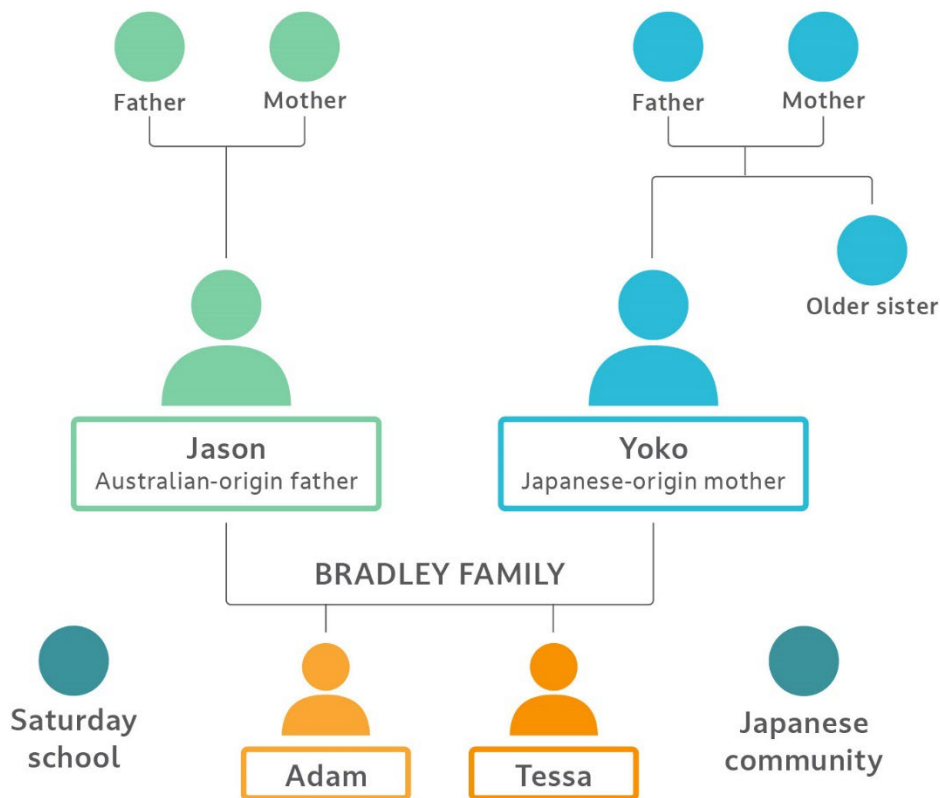 Father
Mother
Father
Mother
Older sister
Jason
Australian-origin father
Yoko
Japanese-origin mother
BRADLEY FAMILY
Saturday
school
Adam
Tessa
Japanese
community